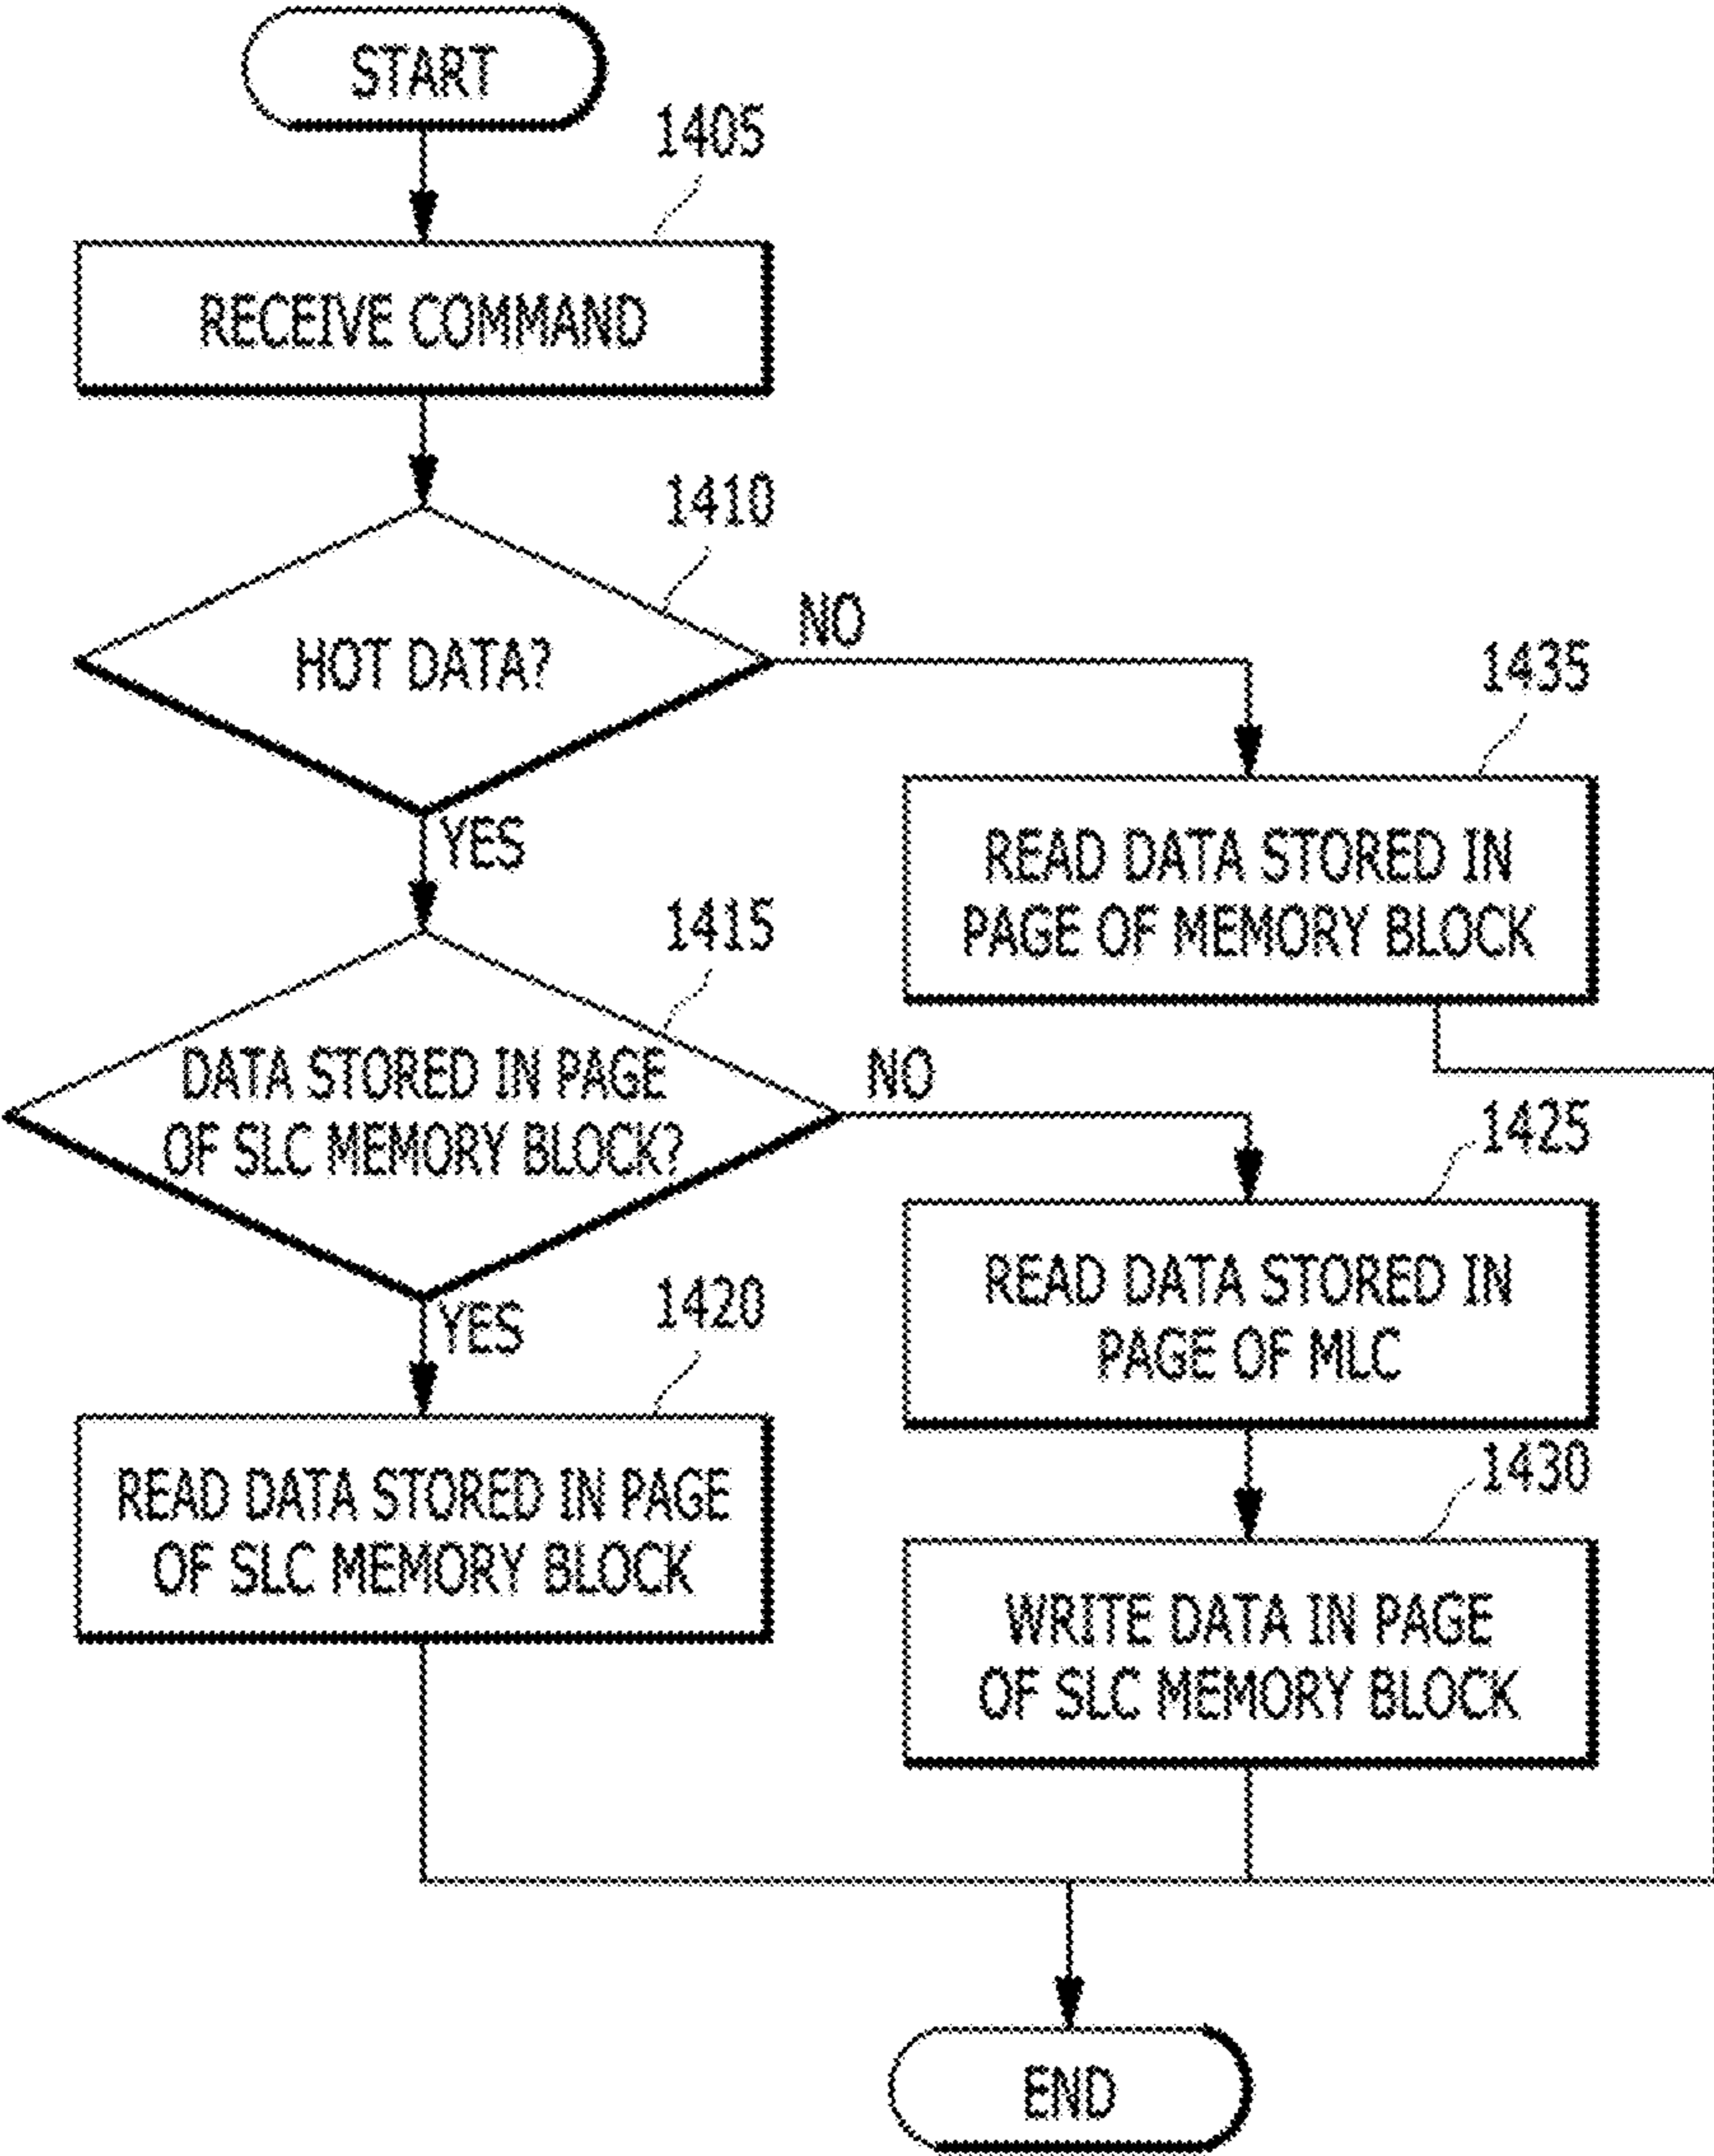 START
1405
RECEIVE COMMAND
1410
HOT DATA?
NO
YES
1435
READ DATA STORED IN
PAGE OF MEMORY BLOCK
1415
DATA STORED IN PAGE
OF SLC MEMORY BLOCK?
NO
YES
1425
READ DATA STORED IN
PAGE OF MLC
1420
READ DATA STORED IN PAGE
OF SLC MEMORY BLOCK
1430
WRITE DATA IN PAGE
OF SLC MEMORY BLOCK
END